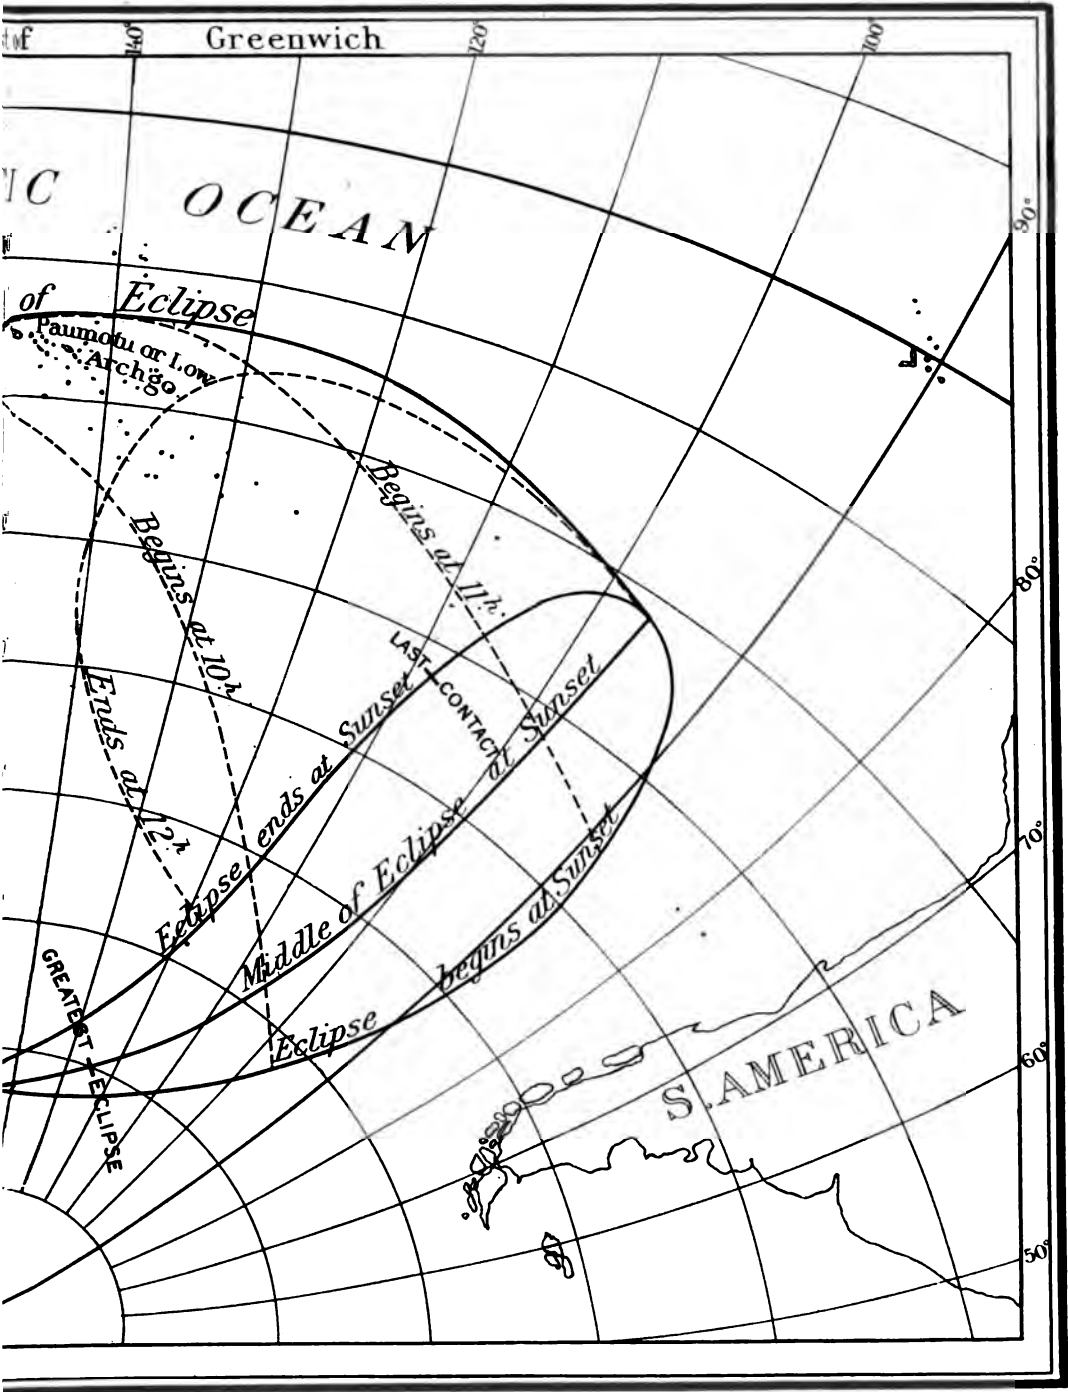 of
140°
Greenwich
120°
100°
90°
IC OCEAN
of Eclipse
Paumotu or Low
Archgo.
Begins at 11h.
Begins at 10h.
Ends at 12h
LAST CONTACT
Eclipse ends at Sunset
Middle of Eclipse at Sunset
Eclipse begins at Sunset
GREATEST ECLIPSE
S. AMERICA
80°
70°
60°
50°